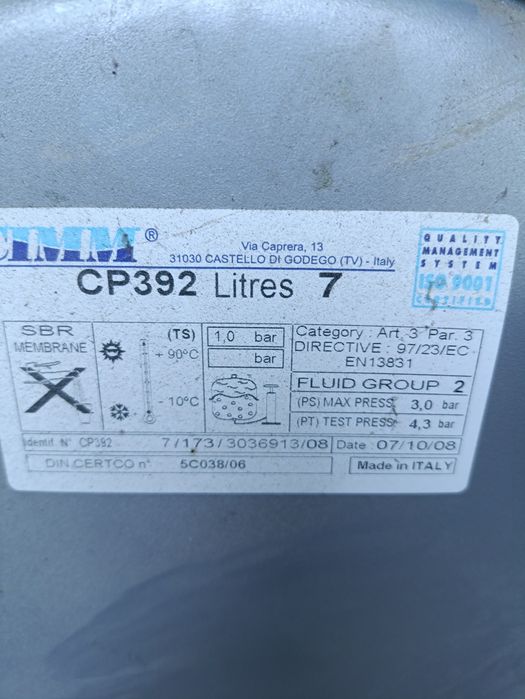 CIMM®
Via Caprera, 13
31030 CASTELLO DI GODEGO (TV) - Italy
QUALITY
MANAGEMENT
SYSTEM
ISO 9001
CERTIFIED
CP392 Litres 7
SBR
MEMBRANE
(TS)
+ 90°C
- 10°C
1,0 bar
bar
Category : Art. 3 Par. 3
DIRECTIVE : 97/23/EC
EN13831
FLUID GROUP 2
(PS) MAX PRESS 3,0 bar
(PT) TEST PRESS 4,3 bar
Identif. N° CP392 7/173/3036913/08 Date 07/10/08
DIN CERTCO n° 5C038/06 Made in ITALY